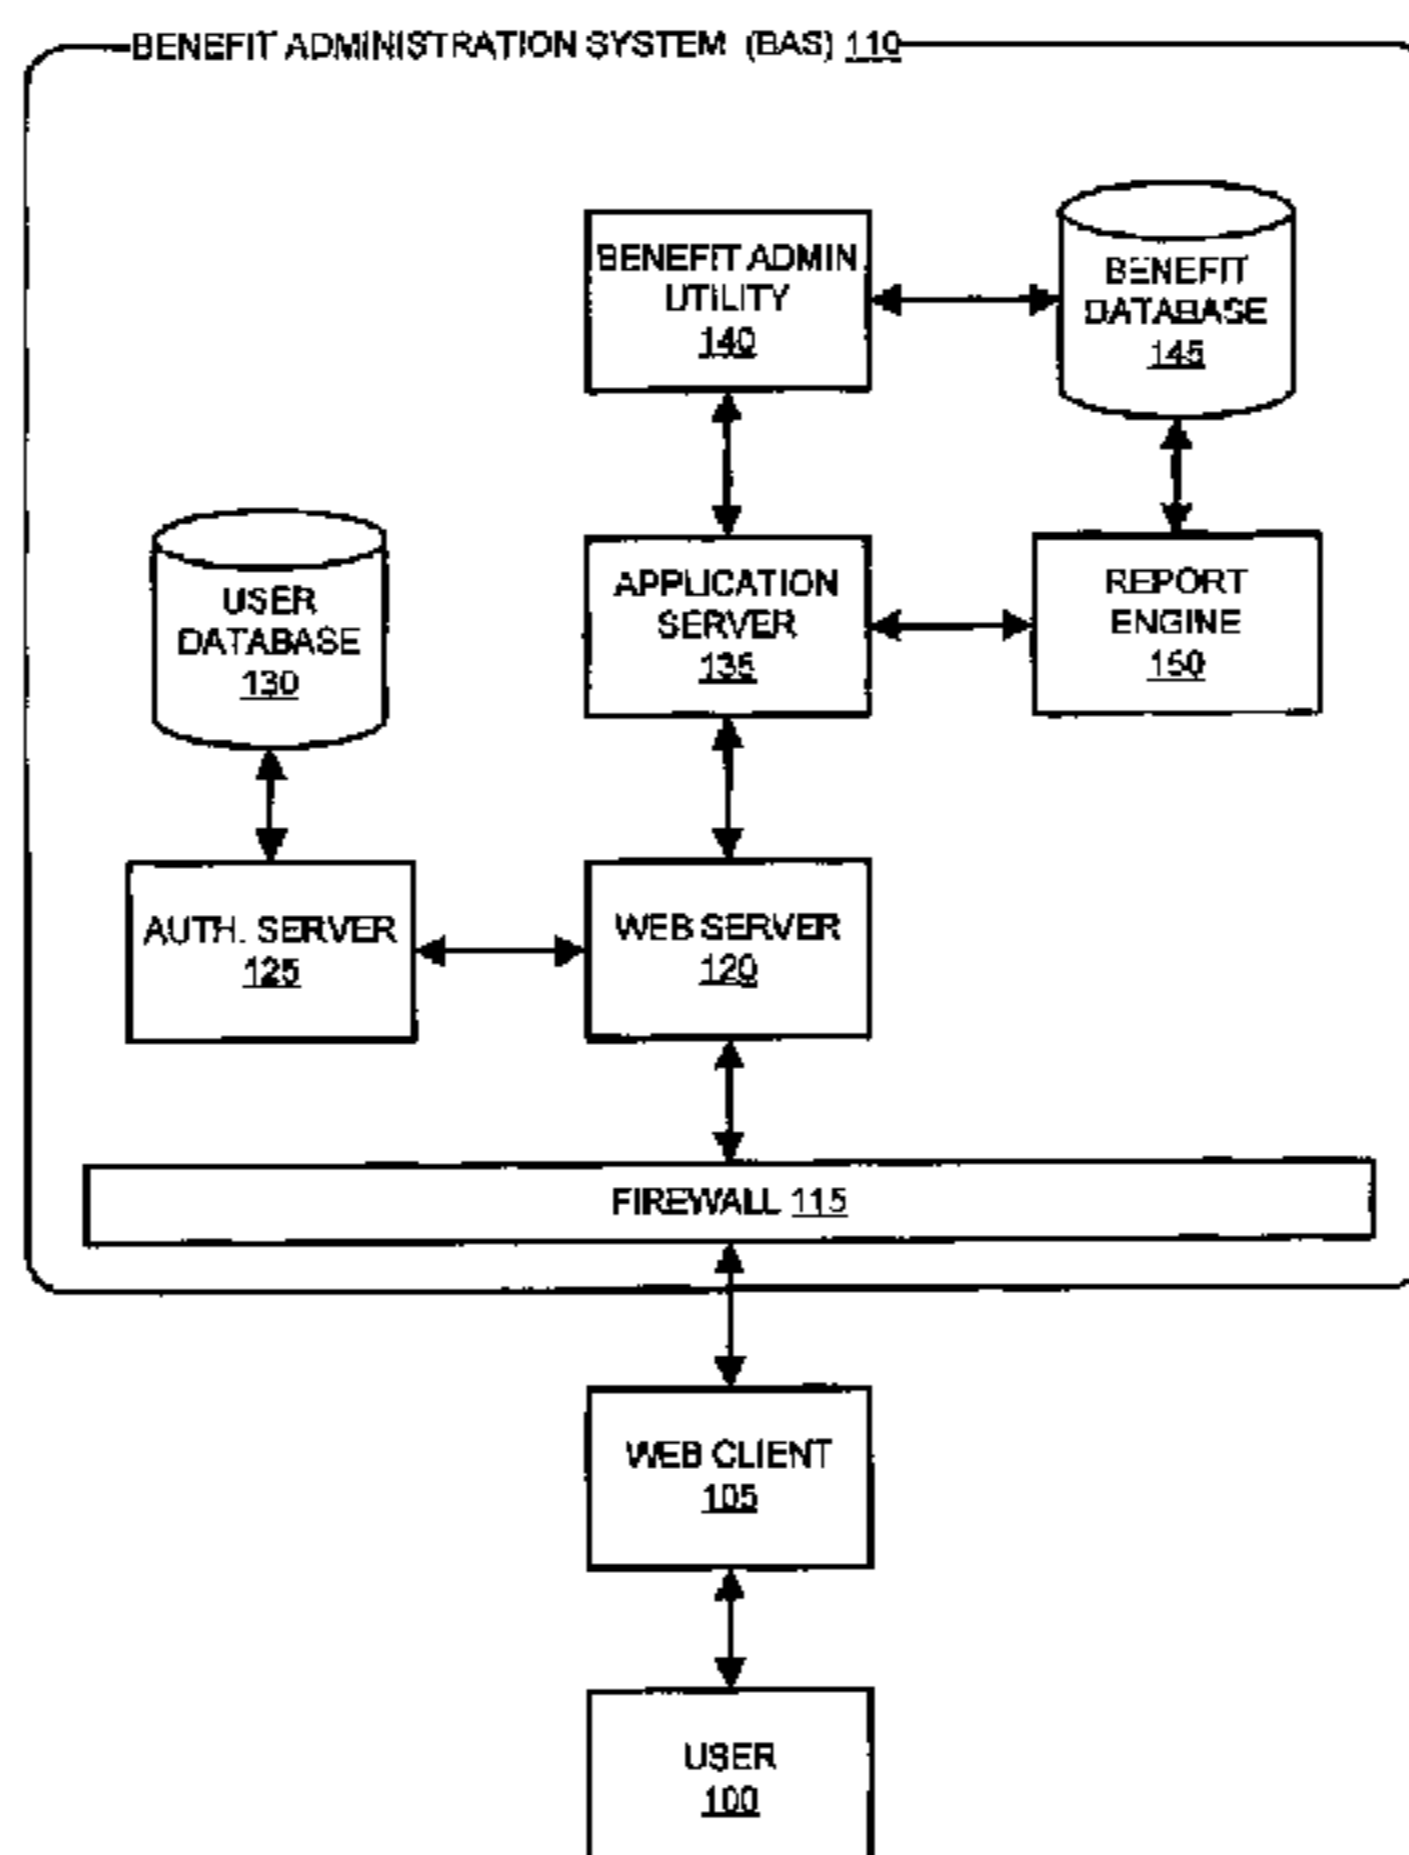 BENEFIT ADMINISTRATION SYSTEM (BAS) 110
BENEFIT ADMIN
UTILITY
140
BENEFIT
DATABASE
145
USER
DATABASE
130
APPLICATION
SERVER
135
REPORT
ENGINE
150
AUTH. SERVER
125
WEB SERVER
120
FIREWALL 115
WEB CLIENT
105
USER
100